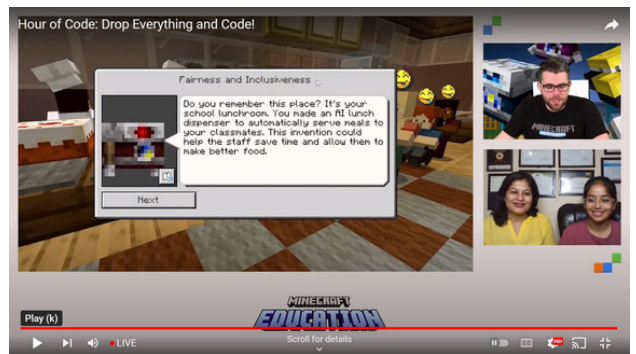 Hour of Code: Drop Everything and Code!
Fairness and Inclusiveness
Do you remember this place? It's your
school lunchroom. You made an AI lunch
dispenser to automatically serve meals to
your classmates. This invention could
help the staff save time and allow them to
make better food.
Next
MINECRAFT
MINECRAFT
EDUCATION
Play (k)
LIVE
Scroll for details
HD